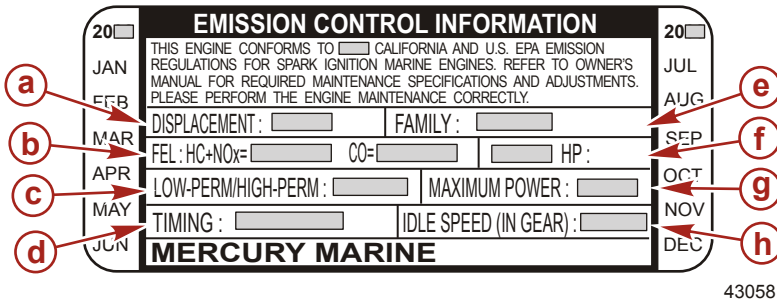 EMISSION CONTROL INFORMATION
20 20
THIS ENGINE CONFORMS TO CALIFORNIA AND U.S. EPA EMISSION
REGULATIONS FOR SPARK IGNITION MARINE ENGINES. REFER TO OWNER'S
MANUAL FOR REQUIRED MAINTENANCE SPECIFICATIONS AND ADJUSTMENTS.
PLEASE PERFORM THE ENGINE MAINTENANCE CORRECTLY.
JAN JUL
a e
FEB AUG
DISPLACEMENT : FAMILY :
b f
MAR SEP
FEL : HC+NOx= CO= HP :
APR OCT
c g
LOW-PERM/HIGH-PERM : MAXIMUM POWER :
MAY NOV
d h
TIMING : IDLE SPEED (IN GEAR) :
JUN DEC
MERCURY MARINE
43058